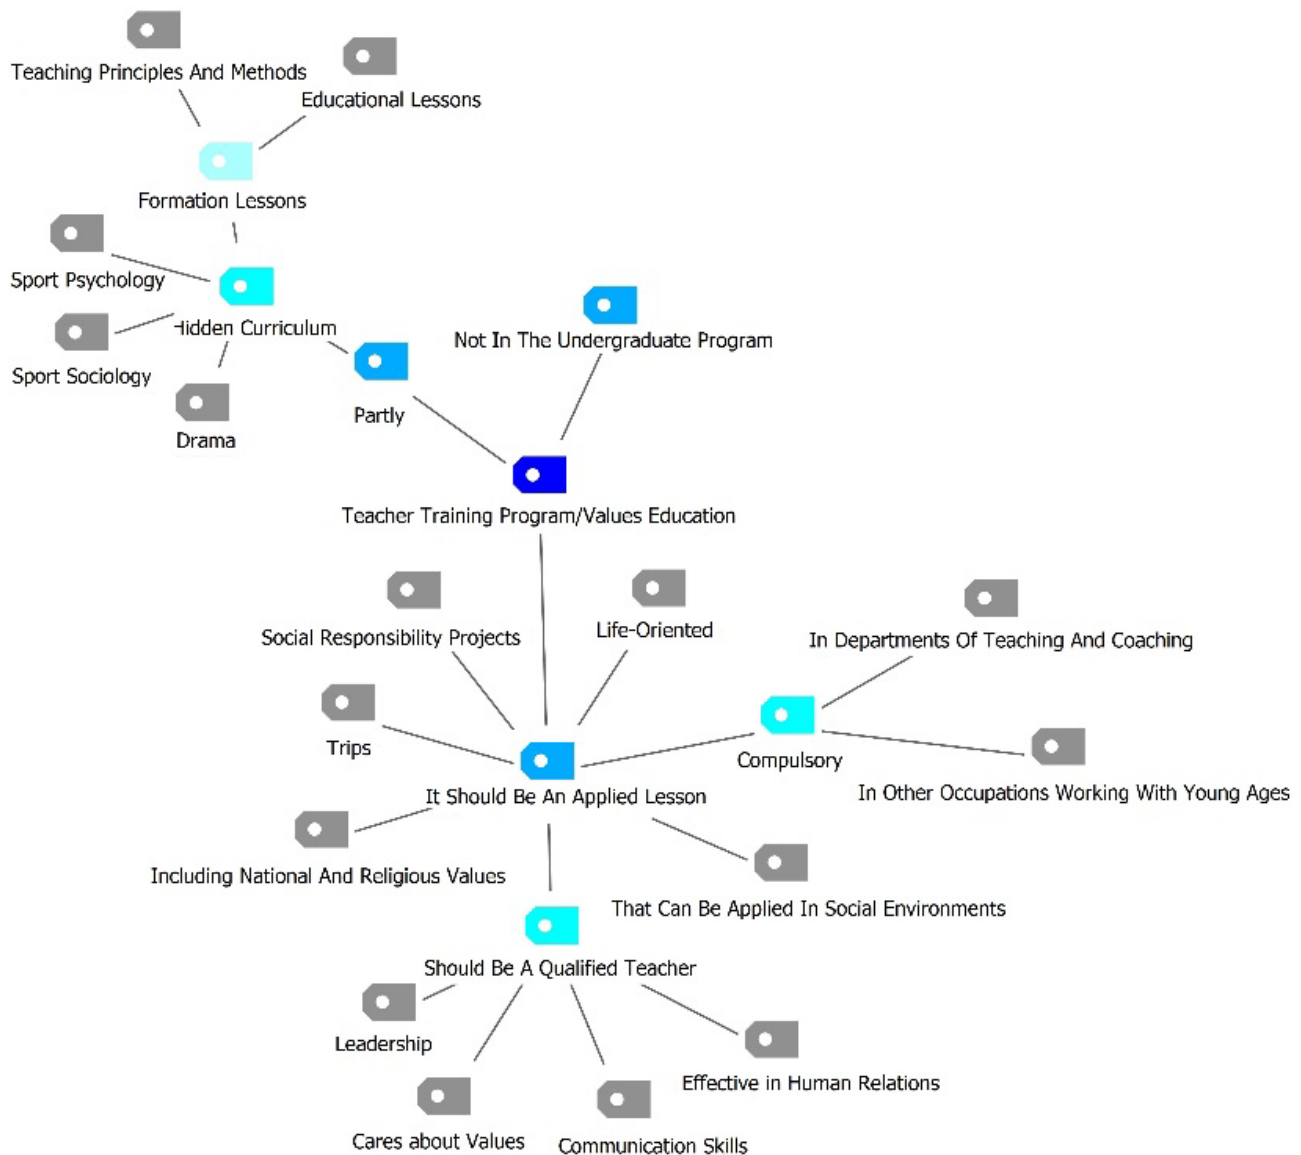 Teaching Principles And Methods
Educational Lessons
Formation Lessons
Sport Psychology
Hidden Curriculum
Not In The Undergraduate Program
Sport Sociology
Partly
Drama
Teacher Training Program/Values Education
Social Responsibility Projects
Life-Oriented
In Departments Of Teaching And Coaching
Trips
Compulsory
It Should Be An Applied Lesson
In Other Occupations Working With Young Ages
Including National And Religious Values
That Can Be Applied In Social Environments
Should Be A Qualified Teacher
Leadership
Effective in Human Relations
Cares about Values
Communication Skills